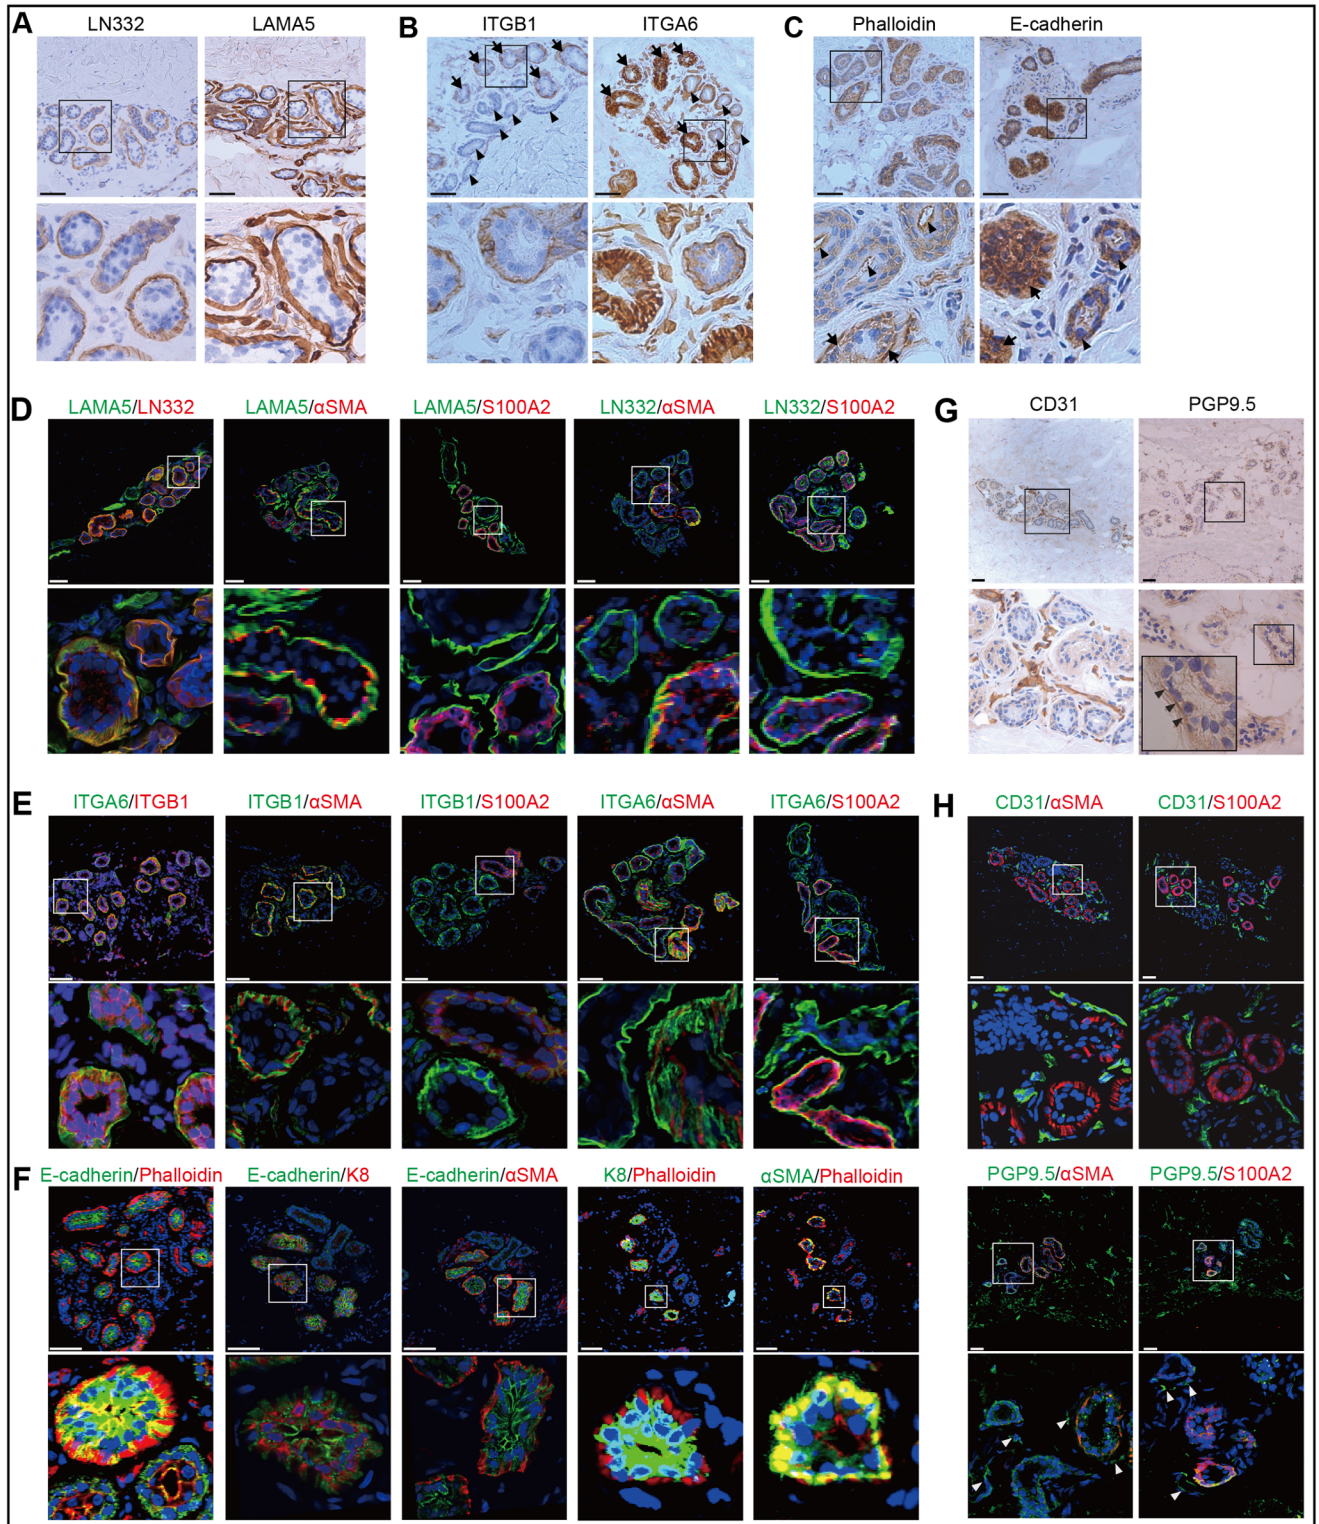 A
LN332
LAMA5
B
ITGB1
ITGA6
C
Phalloidin
E-cadherin
D
LAMA5/LN332
LAMA5/αSMA
LAMA5/S100A2
LN332/αSMA
LN332/S100A2
G
CD31
PGP9.5
E
ITGA6/ITGB1
ITGB1/αSMA
ITGB1/S100A2
ITGA6/αSMA
ITGA6/S100A2
H
CD31/αSMA
CD31/S100A2
F
E-cadherin/Phalloidin
E-cadherin/K8
E-cadherin/αSMA
K8/Phalloidin
αSMA/Phalloidin
PGP9.5/αSMA
PGP9.5/S100A2